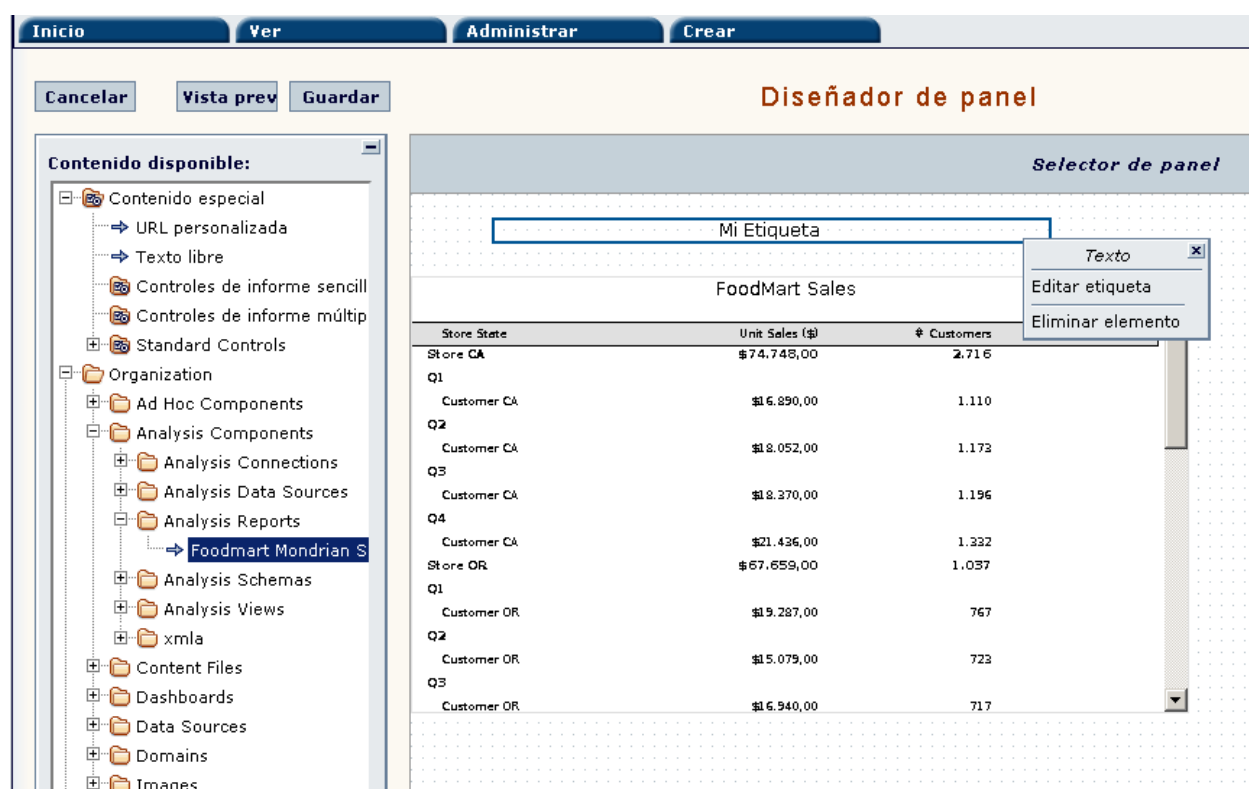 Inicio Ver Administrar Crear
Cancelar Vista prev Guardar
Diseñador de panel
Contenido disponible:
Contenido especial
URL personalizada
Texto libre
Controles de informe sencill
Controles de informe múltip
Standard Controls
Organization
Ad Hoc Components
Analysis Components
Analysis Connections
Analysis Data Sources
Analysis Reports
Foodmart Mondrian S
Analysis Schemas
Analysis Views
xmla
Content Files
Dashboards
Data Sources
Domains
Images
Selector de panel
Mi Etiqueta
Texto
Editar etiqueta
Eliminar elemento
FoodMart Sales
Store State Unit Sales ($) # Customers
Store CA $74.748,00 2.716
Q1
Customer CA $16.890,00 1.110
Q2
Customer CA $18.052,00 1.173
Q3
Customer CA $18.370,00 1.196
Q4
Customer CA $21.436,00 1.332
Store OR $67.659,00 1.037
Q1
Customer OR $19.287,00 767
Q2
Customer OR $15.079,00 723
Q3
Customer OR $16.940,00 717